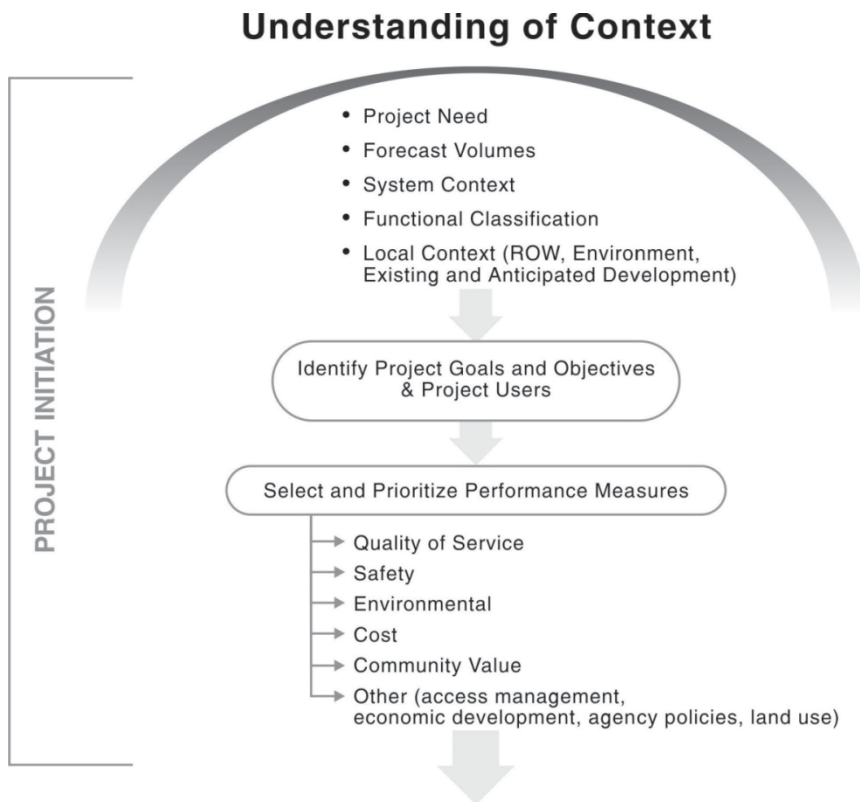 Understanding of Context
PROJECT INITIATION
• Project Need
• Forecast Volumes
• System Context
• Functional Classification
• Local Context (ROW, Environment,
Existing and Anticipated Development)
Identify Project Goals and Objectives
& Project Users
Select and Prioritize Performance Measures
Quality of Service
Safety
Environmental
Cost
Community Value
Other (access management,
economic development, agency policies, land use)